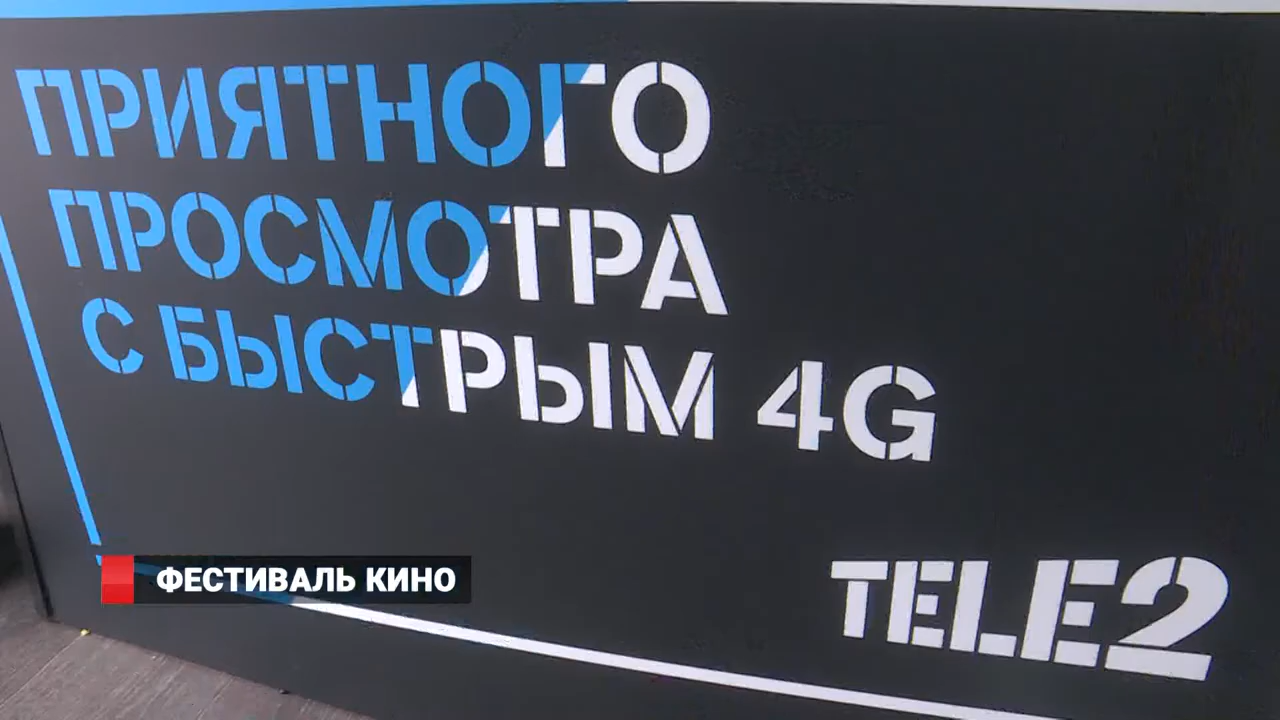 ПРИЯТНОГО
ПРОСМОТРА
С БЫСТРЫМ 4G
TELE2
ФЕСТИВАЛЬ КИНО